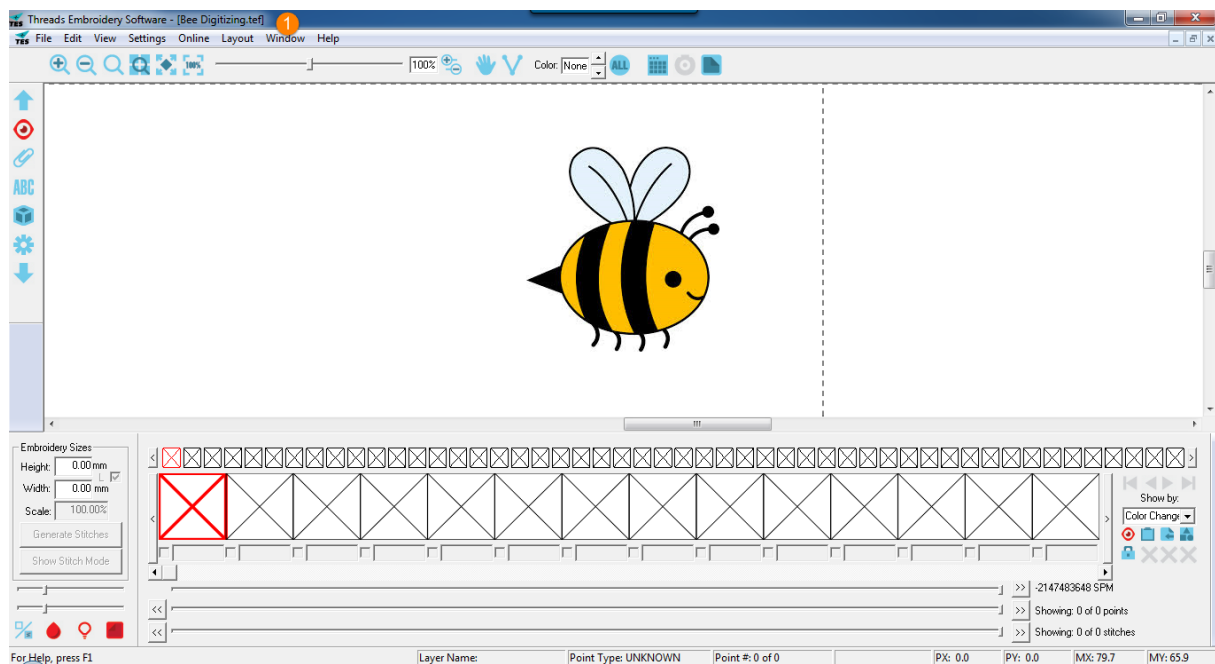 TES Threads Embroidery Software - [Bee Digitizing.tef]
1
TES File Edit View Settings Online Layout Window Help
100% 100% Color: None ALL
ABC
Embroidery Sizes
Height: 0.00 mm
L
Width: 0.00 mm
Scale: 100.00%
Generate Stitches
Show Stitch Mode
Show by:
Color Change
>> -2147483648 SPM
<< >> Showing: 0 of 0 points
<< >> Showing: 0 of 0 stitches
For Help, press F1 Layer Name: Point Type: UNKNOWN Point #: 0 of 0 PX: 0.0 PY: 0.0 MX: 79.7 MY: 65.9